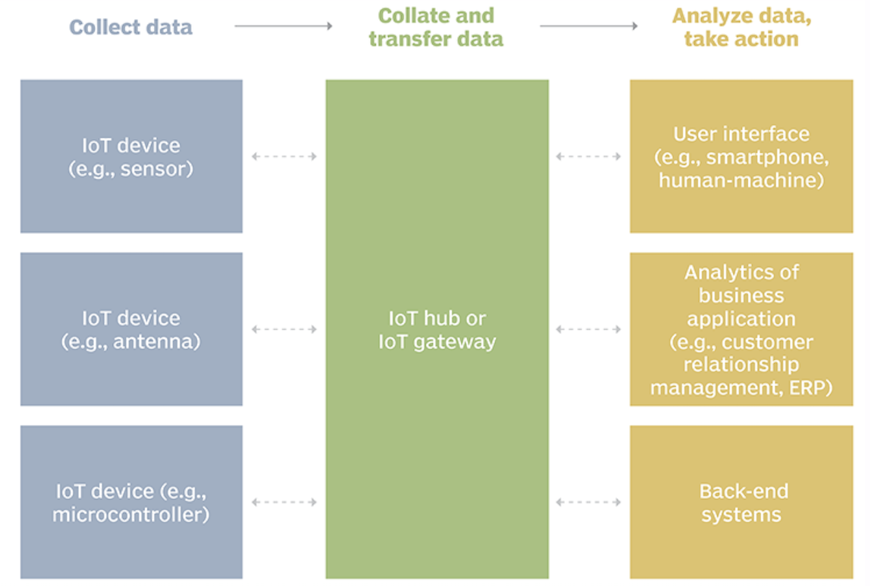 Collect data
Collate and
transfer data
Analyze data,
take action
IoT device
(e.g., sensor)
IoT device
(e.g., antenna)
IoT device (e.g.,
microcontroller)
IoT hub or
IoT gateway
User interface
(e.g., smartphone,
human-machine)
Analytics of
business
application
(e.g., customer
relationship
management, ERP)
Back-end
systems